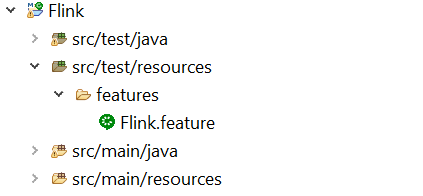 Flink
src/test/java
src/test/resources
features
Flink.feature
src/main/java
src/main/resources